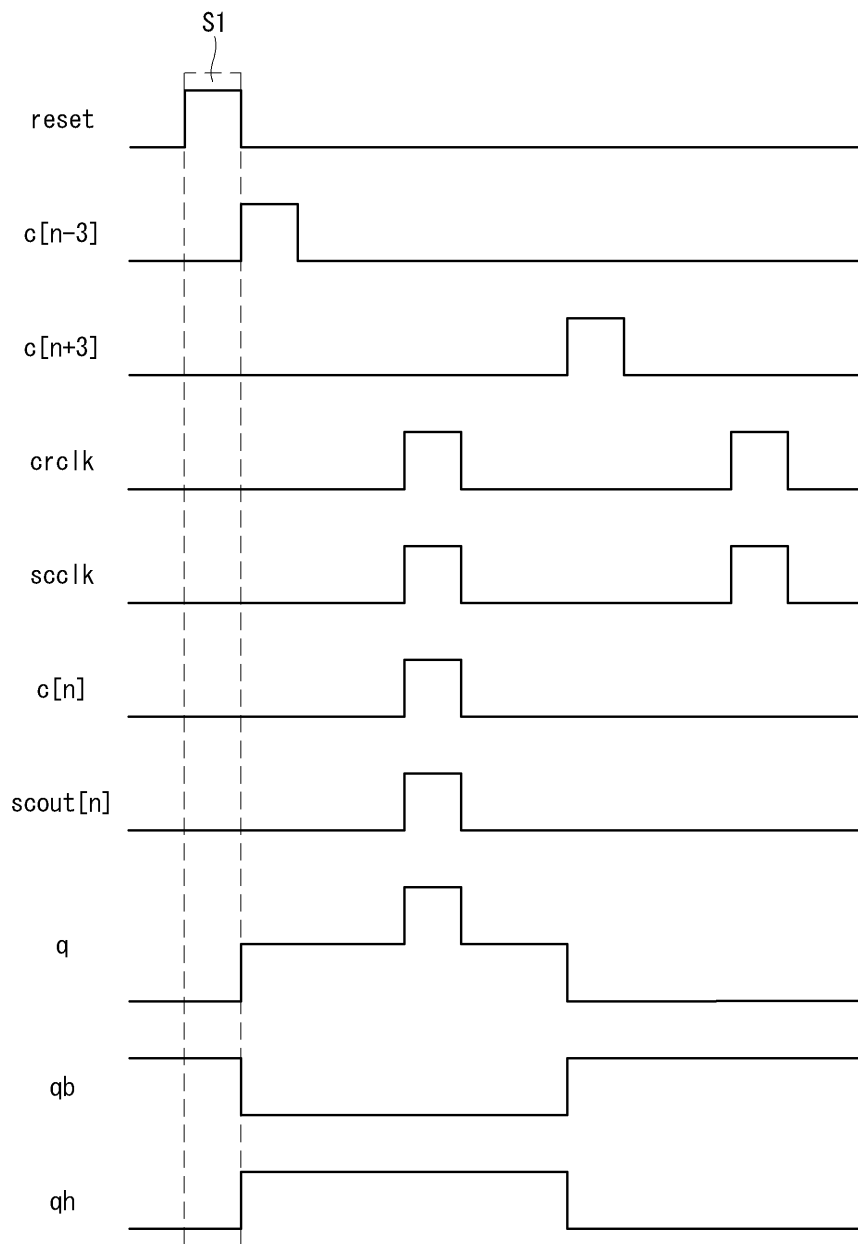 S1
reset
c[n-3]
c[n+3]
crclk
scclk
c[n]
scout[n]
q
qb
qh